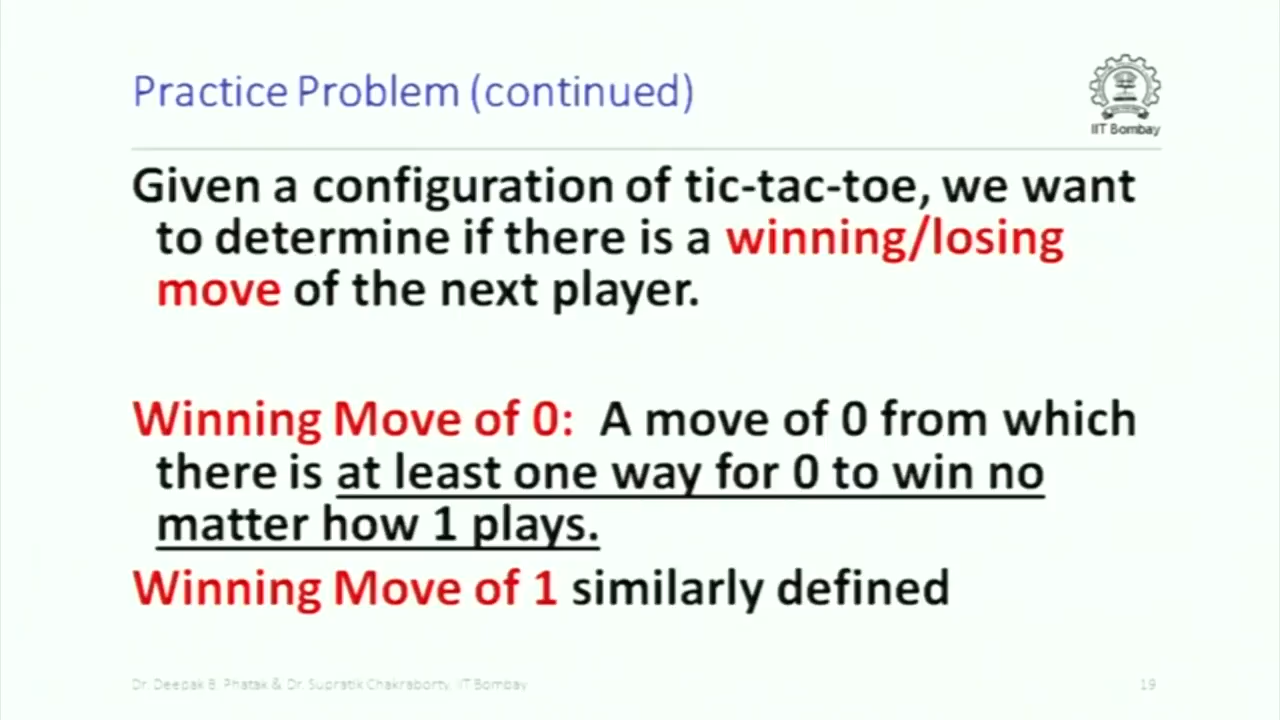 Practice Problem (continued)
IIT Bombay
Given a configuration of tic-tac-toe, we want
to determine if there is a winning/losing
move of the next player.
Winning Move of 0: A move of 0 from which
there is at least one way for 0 to win no
matter how 1 plays.
Winning Move of 1 similarly defined
Dr. Deepak B. Phatak & Dr. Supratik Chakraborty, IIT Bombay
19